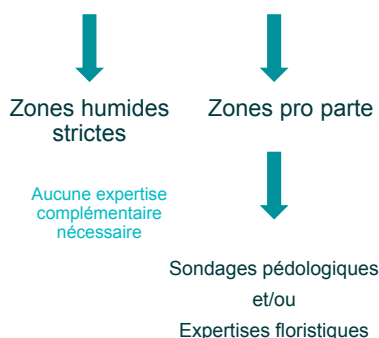 Zones humides
strictes
Zones pro parte
Aucune expertise
complémentaire
nécessaire
Sondages pédologiques
et/ou
Expertises floristiques